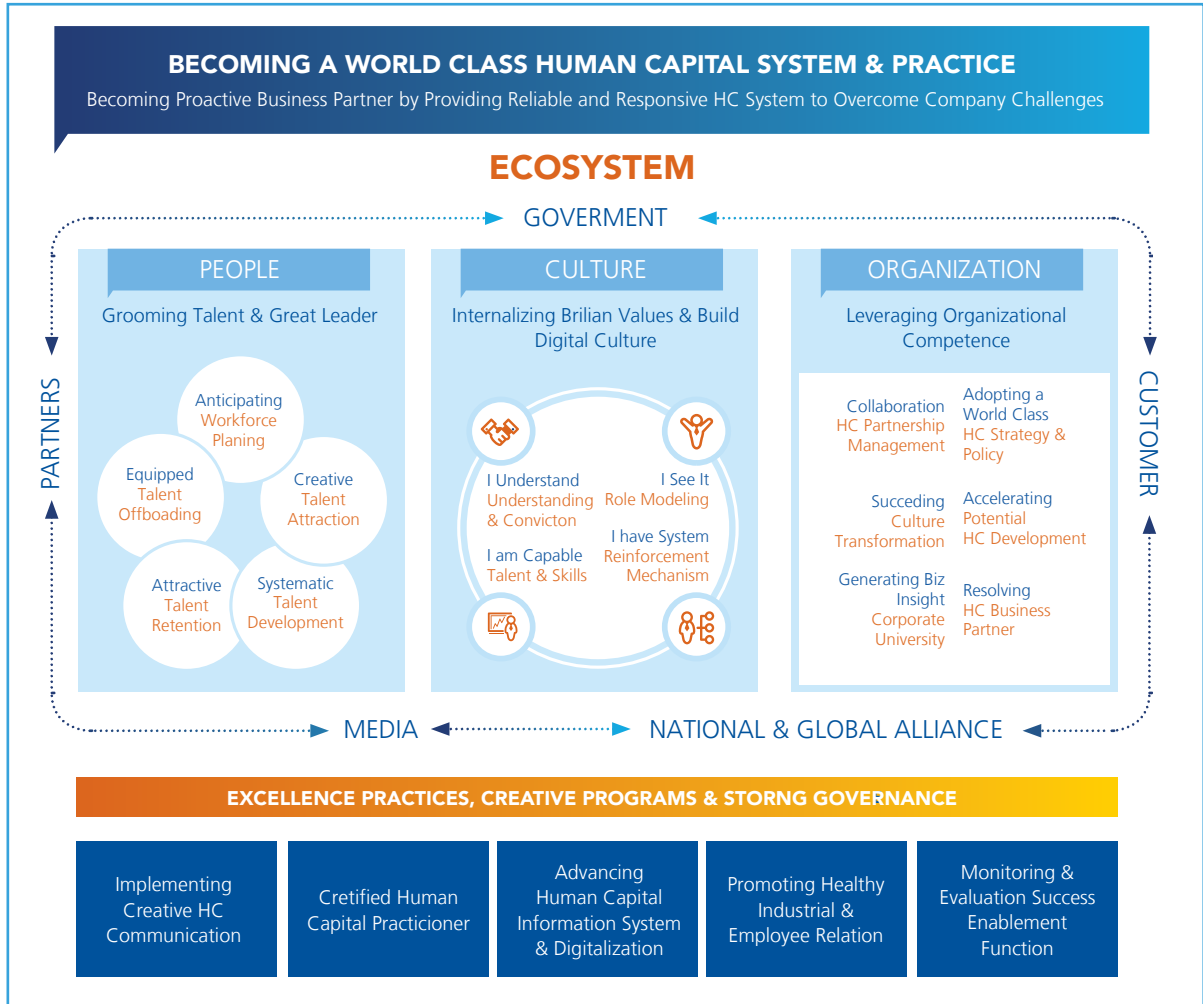 BECOMING A WORLD CLASS HUMAN CAPITAL SYSTEM & PRACTICE
Becoming Proactive Business Partner by Providing Reliable and Responsive HC System to Overcome Company Challenges
ECOSYSTEM
GOVERMENT
PARTNERS
PEOPLE
Grooming Talent & Great Leader
Anticipating
Workforce
Planing
Equipped
Talent
Offboading
Creative
Talent
Attraction
Attractive
Talent
Retention
Systematic
Talent
Development
CULTURE
Internalizing Brilian Values & Build
Digital Culture
I Understand
Understanding
& Convicton
I See It
Role Modeling
I am Capable
Talent & Skills
I have System
Reinforcement
Mechanism
ORGANIZATION
Leveraging Organizational
Competence
Collaboration
HC Partnership
Management
Adopting a
World Class
HC Strategy &
Policy
Succeding
Culture
Transformation
Accelerating
Potential
HC Development
Generating Biz
Insight
Corporate
University
Resolving
HC Business
Partner
CUSTOMER
MEDIA
NATIONAL & GLOBAL ALLIANCE
EXCELLENCE PRACTICES, CREATIVE PROGRAMS & STORNG GOVERNANCE
Implementing
Creative HC
Communication
Cretified Human
Capital Practicioner
Advancing
Human Capital
Information System
& Digitalization
Promoting Healthy
Industrial &
Employee Relation
Monitoring &
Evaluation Success
Enablement
Function